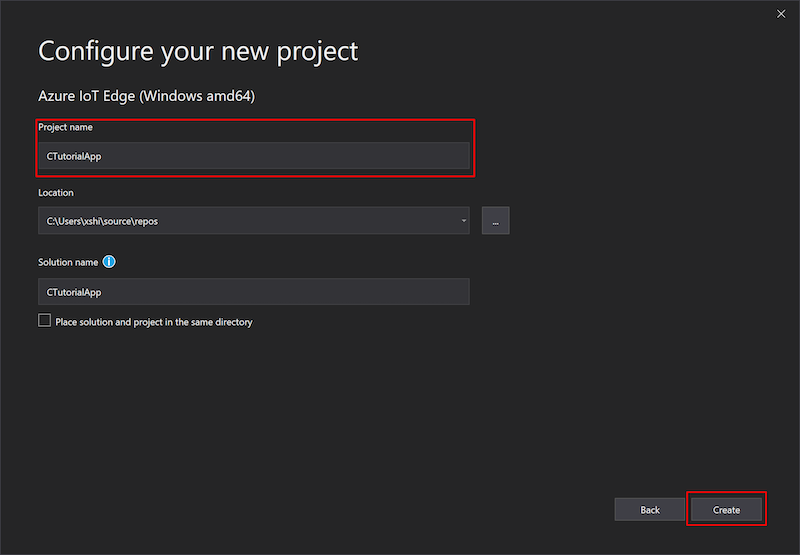 Configure your new project
Azure IoT Edge (Windows amd64)
Project name
CTutorialApp
Location
C:\Users\xshi\source\repos
...
Solution name
CTutorialApp
Place solution and project in the same directory
Back
Create